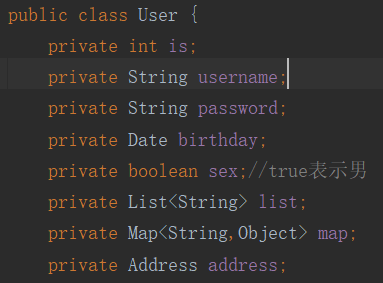 public class User {
private int is;
private String username;
private String password;
private Date birthday;
private boolean sex;//true表示男
private List<String> list;
private Map<String,Object> map;
private Address address;